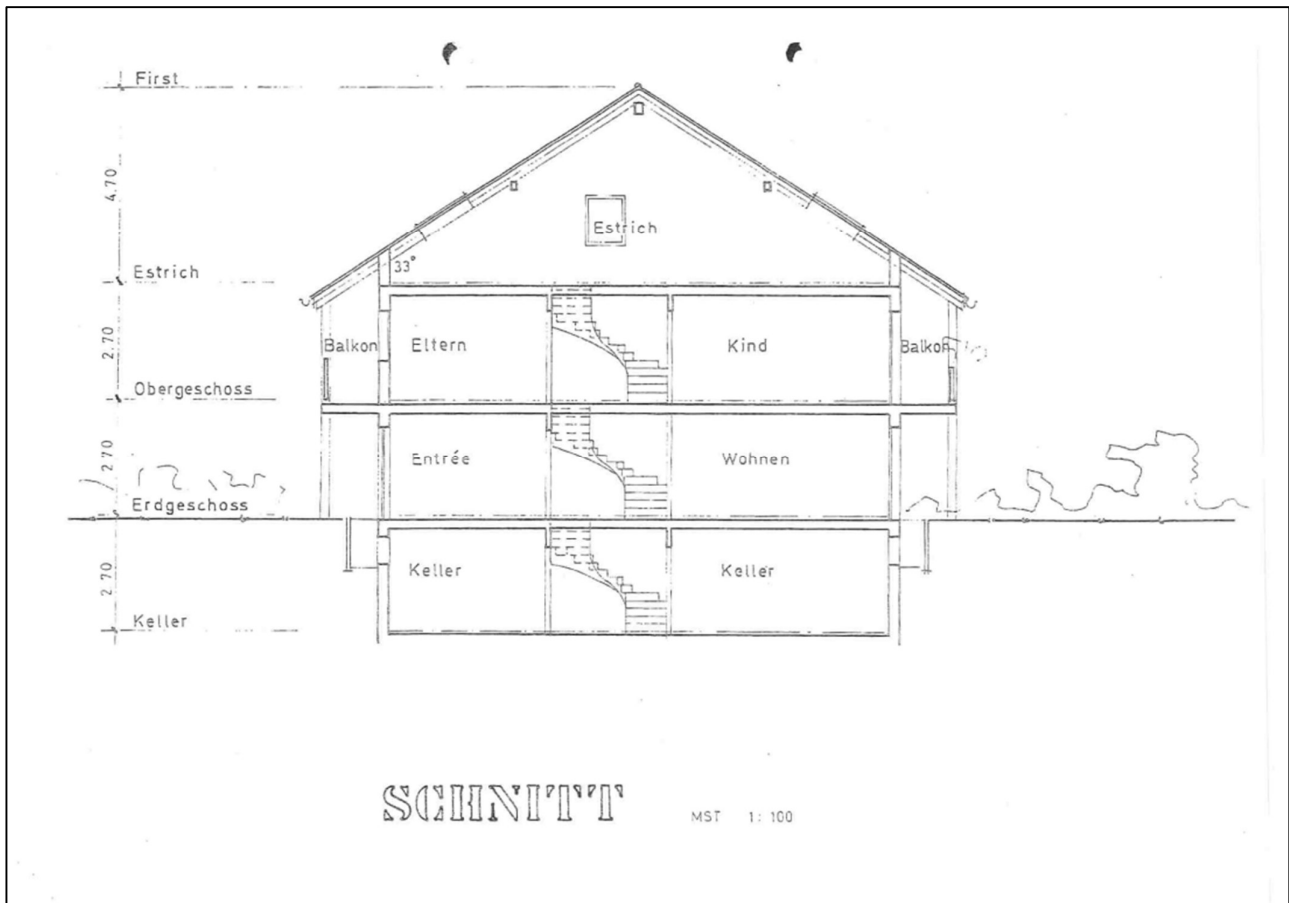 First
4.70
Estrich
33°
Estrich
2.70
Balkon Eltern Kind Balkon
Obergeschoss
2.70
Entrée Wohnen
Erdgeschoss
2.70
Keller Keller
Keller
SCHNITT MST 1:100